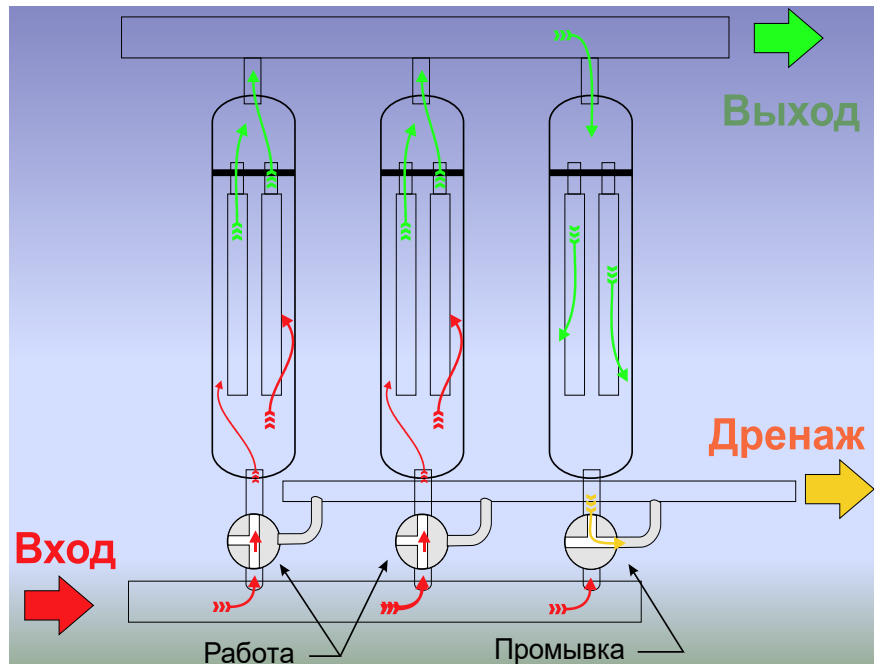 Выход
Дренаж
Вход
Работа
Промывка